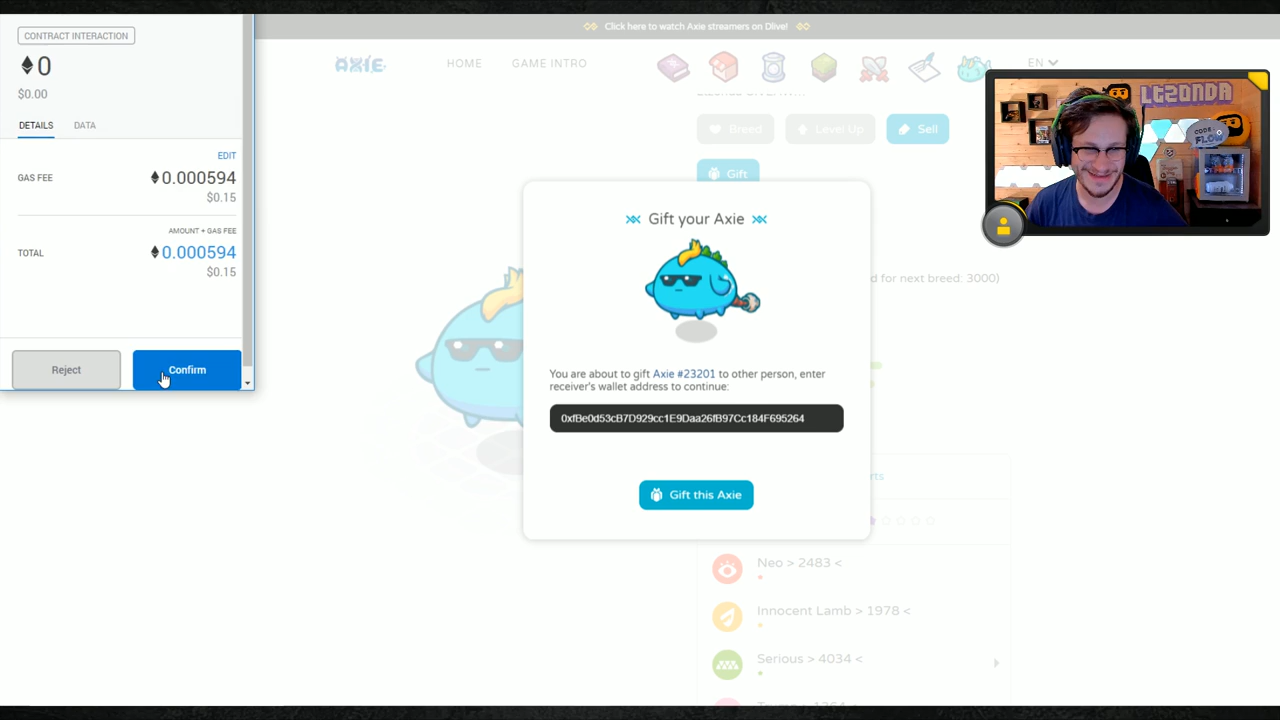 Click here to watch Axie streamers on Dlive!
CONTRACT INTERACTION
0
$0.00
DETAILS
DATA
EDIT
GAS FEE
0.000594
$0.15
AMOUNT + GAS FEE
TOTAL
0.000594
$0.15
Reject
Confirm
AXIE
HOME
GAME INTRO
EN
Breed
Level Up
Sell
Gift
LTZONDA
CODE
FLOW
Gift your Axie
d for next breed: 3000)
You are about to gift Axie #23201 to other person, enter
receiver's wallet address to continue:
0xfBe0d53cB7D929cc1E9Daa26fB97Cc184F695264
Gift this Axie
rts
Neo > 2483 <
Innocent Lamb > 1978 <
Serious > 4034 <